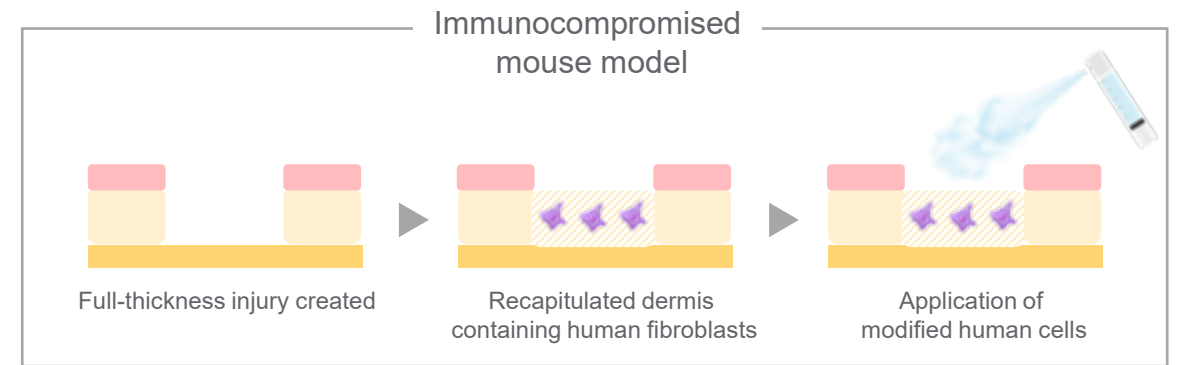 Immunocompromised
mouse model
Full-thickness injury created
Recapitulated dermis
containing human fibroblasts
Application of
modified human cells